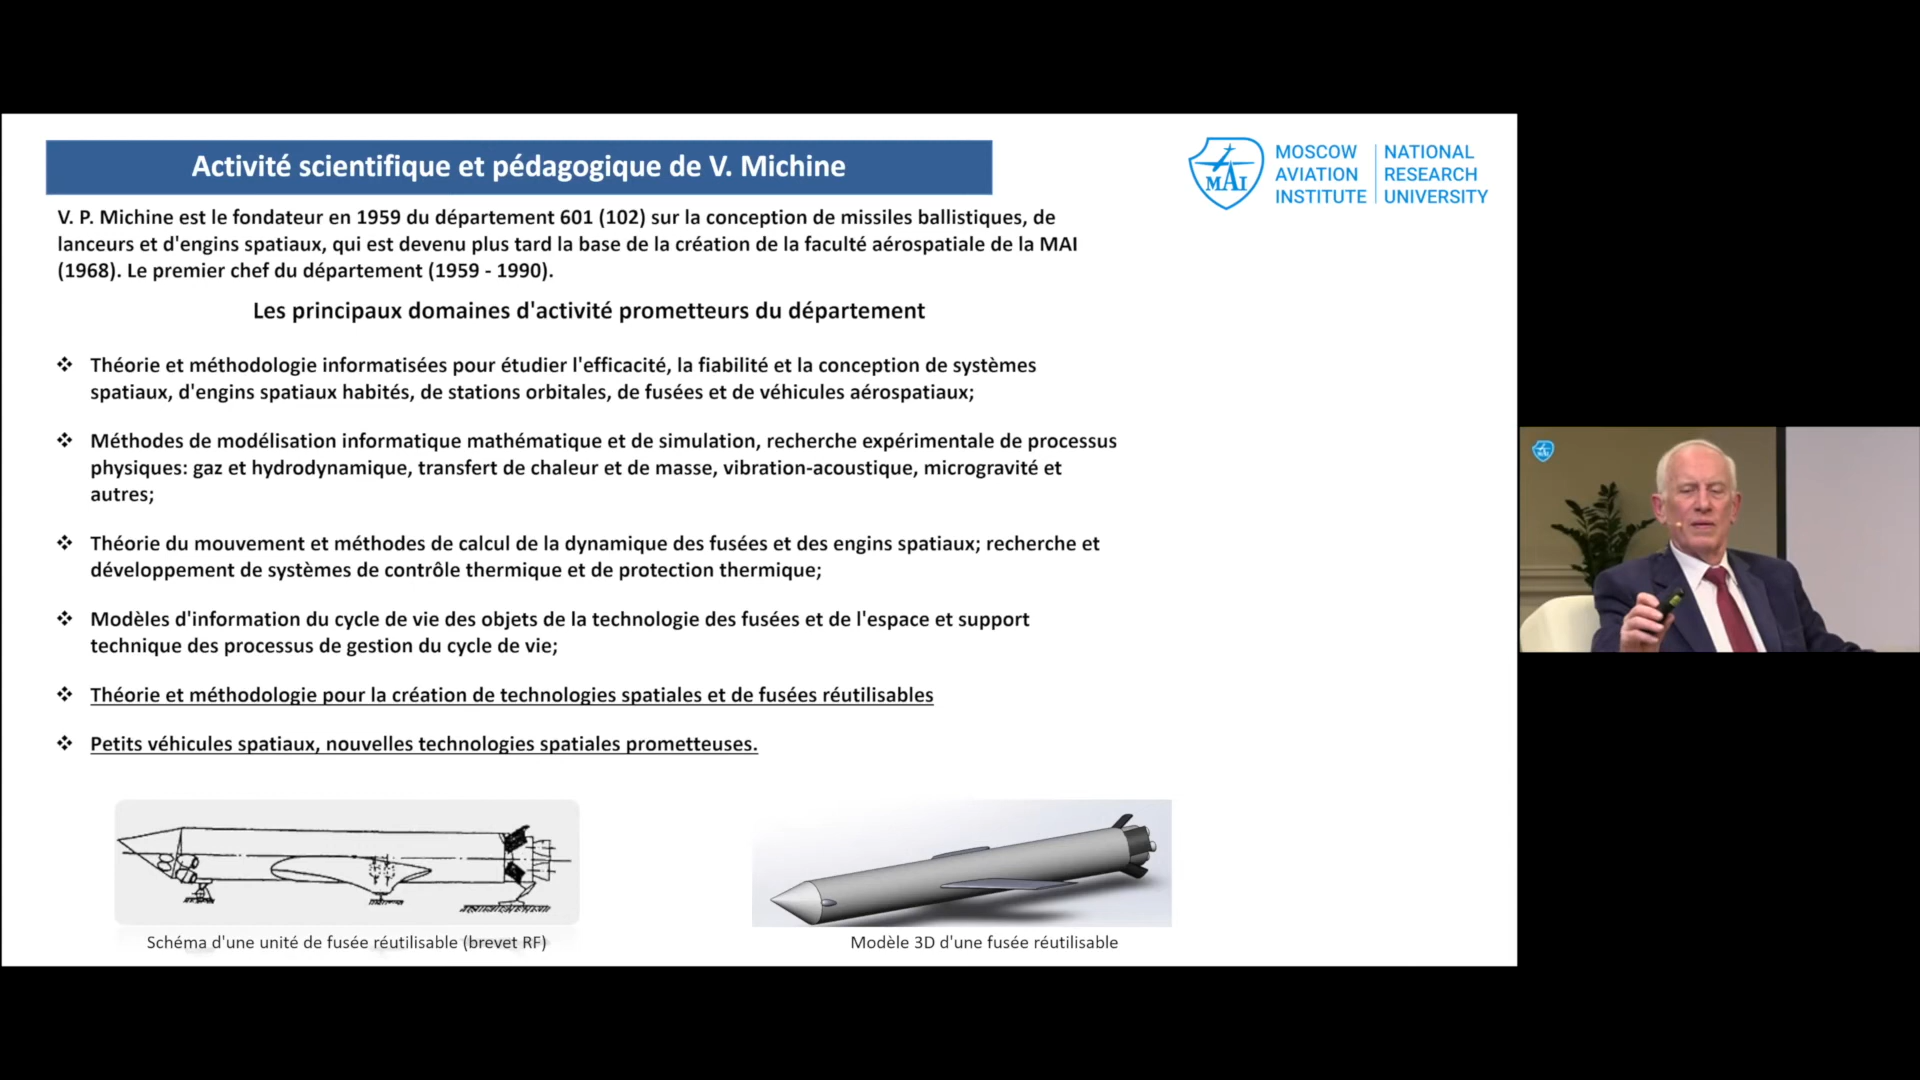 Activité scientifique et pédagogique de V. Michine
MOSCOW AVIATION INSTITUTE
NATIONAL RESEARCH UNIVERSITY
MAI
V. P. Michine est le fondateur en 1959 du département 601 (102) sur la conception de missiles ballistiques, de
lanceurs et d'engins spatiaux, qui est devenu plus tard la base de la création de la faculté aérospatiale de la MAI
(1968). Le premier chef du département (1959 - 1990).
Les principaux domaines d'activité prometteurs du département
❖ Théorie et méthodologie informatisées pour étudier l'efficacité, la fiabilité et la conception de systèmes
spatiaux, d'engins spatiaux habités, de stations orbitales, de fusées et de véhicules aérospatiaux;
❖ Méthodes de modélisation informatique mathématique et de simulation, recherche expérimentale de processus
physiques: gaz et hydrodynamique, transfert de chaleur et de masse, vibration-acoustique, microgravité et
autres;
❖ Théorie du mouvement et méthodes de calcul de la dynamique des fusées et des engins spatiaux; recherche et
développement de systèmes de contrôle thermique et de protection thermique;
❖ Modèles d'information du cycle de vie des objets de la technologie des fusées et de l'espace et support
technique des processus de gestion du cycle de vie;
❖ Théorie et méthodologie pour la création de technologies spatiales et de fusées réutilisables
❖ Petits véhicules spatiaux, nouvelles technologies spatiales prometteuses.
Schéma d'une unité de fusée réutilisable (brevet RF)
Modèle 3D d'une fusée réutilisable
MAI